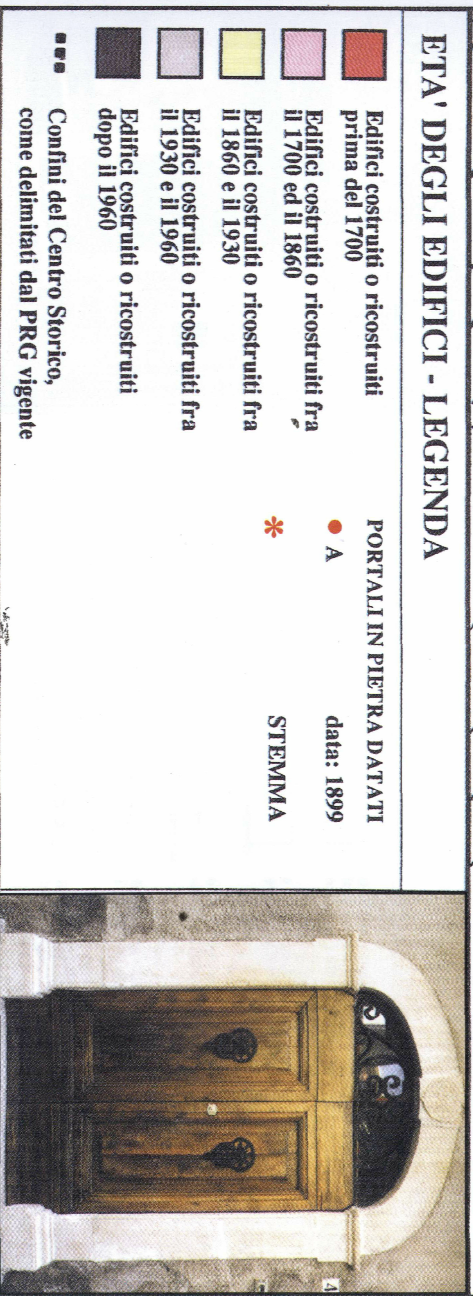 ETA' DEGLI EDIFICI - LEGENDA
Edifici costruiti o ricostruiti
prima del 1700
Edifici costruiti o ricostruiti fra
il 1700 ed il 1860
Edifici costruiti o ricostruiti fra
il 1860 e il 1930
Edifici costruiti o ricostruiti fra
il 1930 e il 1960
Edifici costruiti o ricostruiti
dopo il 1960
Confini del Centro Storico,
come delimitati dal PRG vigente
PORTALI IN PIETRA DATATI
A data: 1899
* STEMMA
4